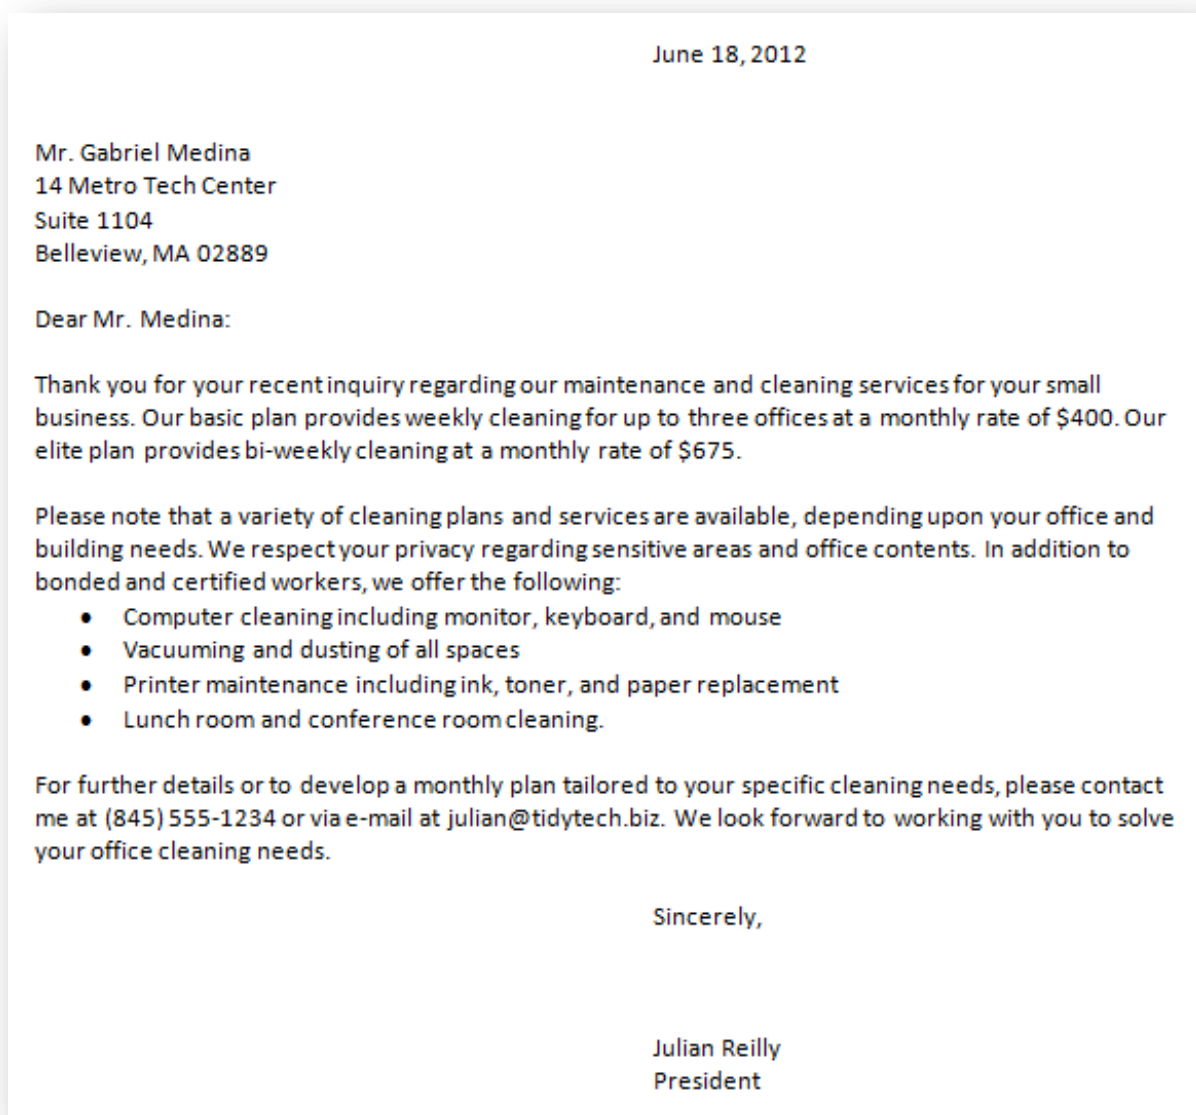 June 18, 2012
Mr. Gabriel Medina
14 Metro Tech Center
Suite 1104
Belleview, MA 02889
Dear Mr. Medina:
Thank you for your recent inquiry regarding our maintenance and cleaning services for your small
business. Our basic plan provides weekly cleaning for up to three offices at a monthly rate of $400. Our
elite plan provides bi-weekly cleaning at a monthly rate of $675.
Please note that a variety of cleaning plans and services are available, depending upon your office and
building needs. We respect your privacy regarding sensitive areas and office contents. In addition to
bonded and certified workers, we offer the following:
• Computer cleaning including monitor, keyboard, and mouse
• Vacuuming and dusting of all spaces
• Printer maintenance including ink, toner, and paper replacement
• Lunch room and conference room cleaning.
For further details or to develop a monthly plan tailored to your specific cleaning needs, please contact
me at (845) 555-1234 or via e-mail at julian@tidytech.biz. We look forward to working with you to solve
your office cleaning needs.
Sincerely,
Julian Reilly
President